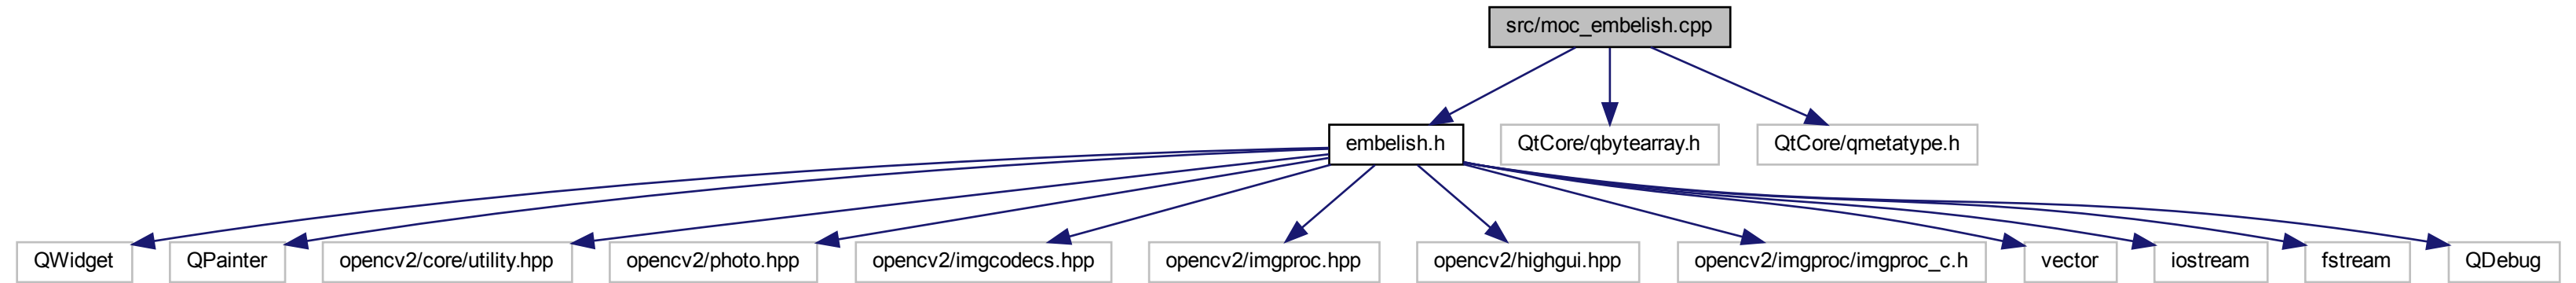 src/moc_embelish.cpp
embelish.h
QtCore/qbytearray.h
QtCore/qmetatype.h
QWidget
QPainter
opencv2/core/utility.hpp
opencv2/photo.hpp
opencv2/imgcodecs.hpp
opencv2/imgproc.hpp
opencv2/highgui.hpp
opencv2/imgproc/imgproc_c.h
vector
iostream
fstream
QDebug